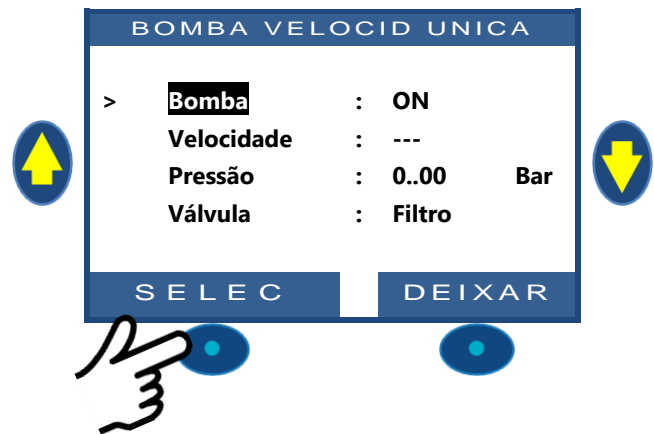 BOMBA VELOCID UNICA
> Bomba : ON
Velocidade : ---
Pressão : 0..00 Bar
Válvula : Filtro
SELEC DEIXAR